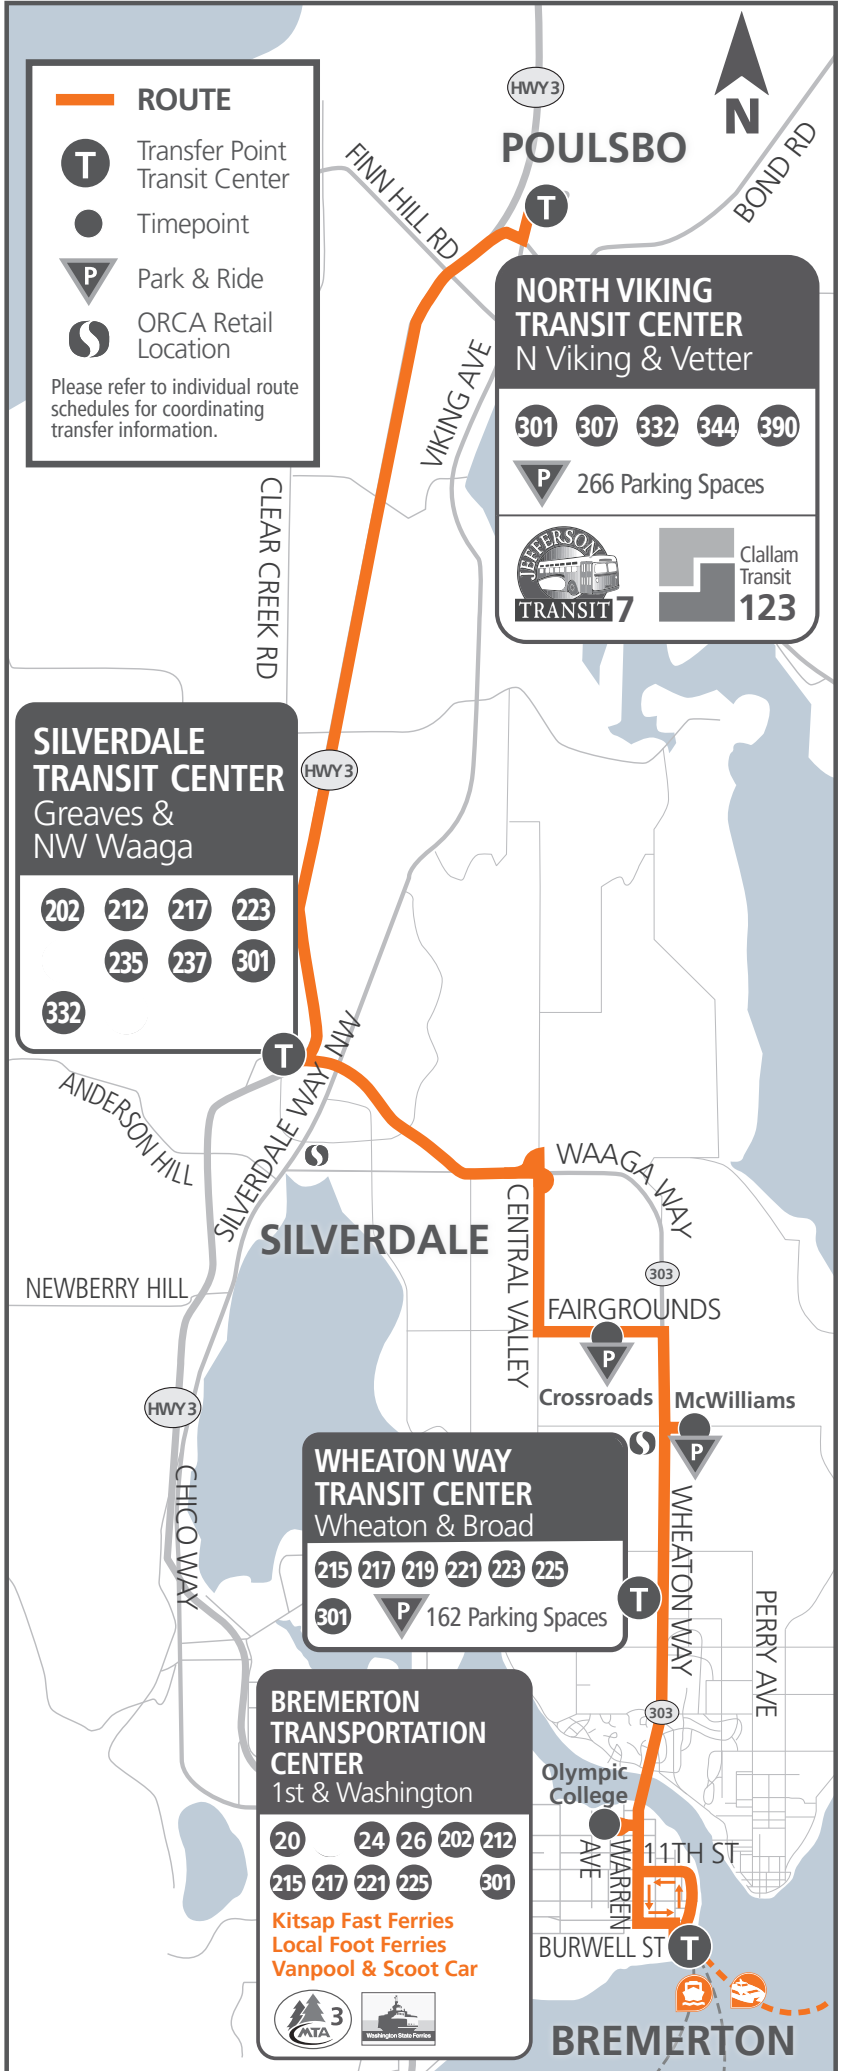 ROUTE
T
Transfer Point
Transit Center
Timepoint
P
Park & Ride
ORCA Retail
Location
Please refer to individual route
schedules for coordinating
transfer information.
HWY 3
N
POULSBO
BOND RD
FINN HILL RD
T
NORTH VIKING
TRANSIT CENTER
N Viking & Vetter
301 307 332 344 390
P 266 Parking Spaces
JEFFERSON
TRANSIT 7
Clallam
Transit
123
VIKING AVE
CLEAR CREEK RD
SILVERDALE
TRANSIT CENTER
Greaves &
NW Waaga
202 212 217 223
235 237 301
332
HWY 3
T
SILVERDALE WAY NW
ANDERSON HILL
WAAGA WAY
CENTRAL VALLEY
SILVERDALE
303
NEWBERRY HILL
FAIRGROUNDS
P
Crossroads
McWilliams
P
HWY 3
CHICO WAY
WHEATON WAY
TRANSIT CENTER
Wheaton & Broad
215 217 219 221 223 225
301 P 162 Parking Spaces
T
WHEATON WAY
PERRY AVE
303
BREMERTON
TRANSPORTATION
CENTER
1st & Washington
20 24 26 202 212
215 217 221 225 301
Kitsap Fast Ferries
Local Foot Ferries
Vanpool & Scoot Car
MTA 3
Washington State Ferries
Olympic
College
11TH ST
WARREN
AVE
BURWELL ST
T
BREMERTON